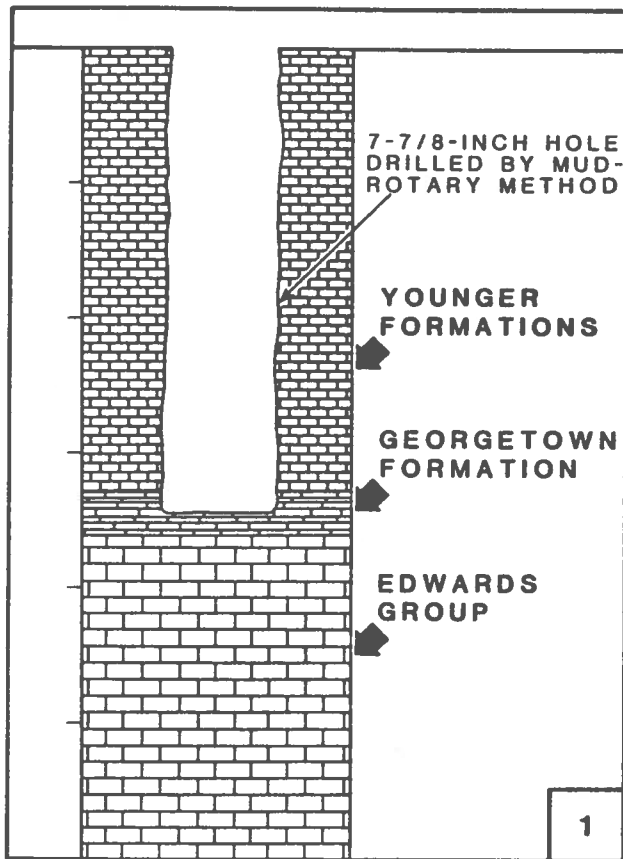 7-7/8-INCH HOLE
DRILLED BY MUD-
ROTARY METHOD
YOUNGER
FORMATIONS
GEORGETOWN
FORMATION
EDWARDS
GROUP
1